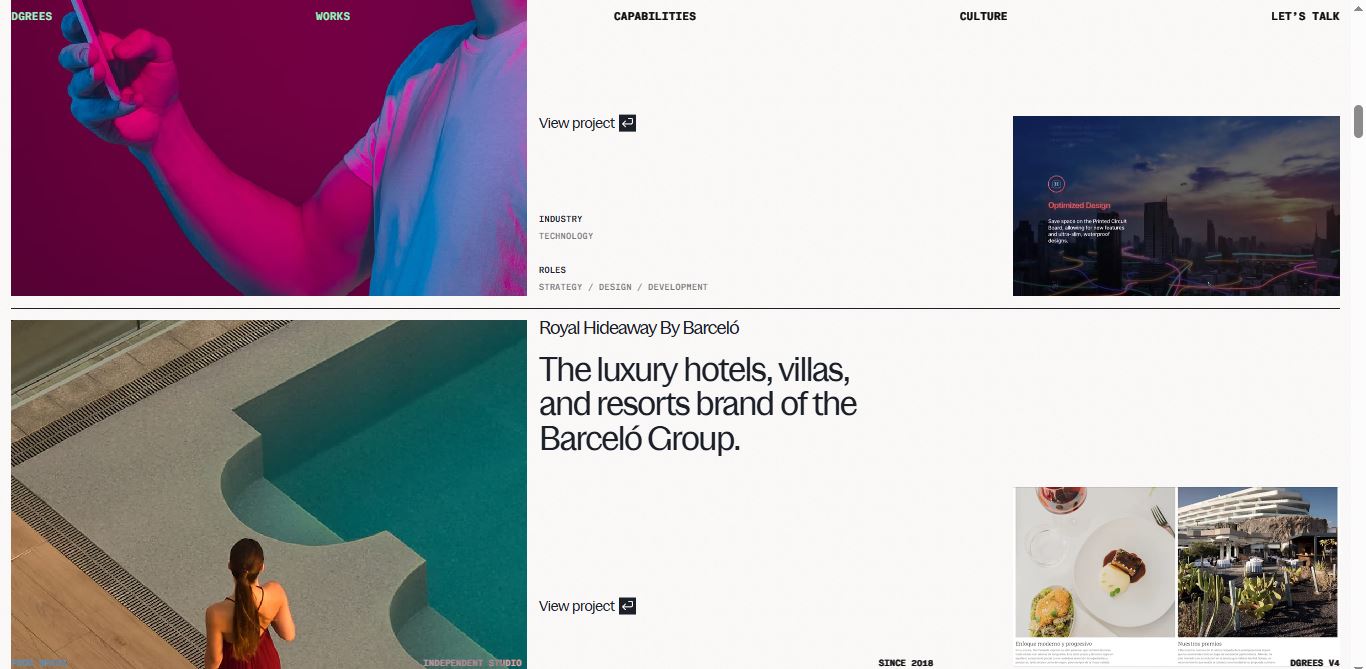 DGREES
WORKS
CAPABILITIES
CULTURE
LET'S TALK
View project
Optimized Design
Save space on the Printed Circuit
Board, allowing for new features
and ultra-slim, waterproof
designs.
INDUSTRY
TECHNOLOGY
ROLES
STRATEGY / DESIGN / DEVELOPMENT
Royal Hideaway By Barceló
The luxury hotels, villas,
and resorts brand of the
Barceló Group.
View project
Enfoque moderno y progresivo
Nuestros premios
INDEPENDENT STUDIO
SINCE 2018
DGREES V4